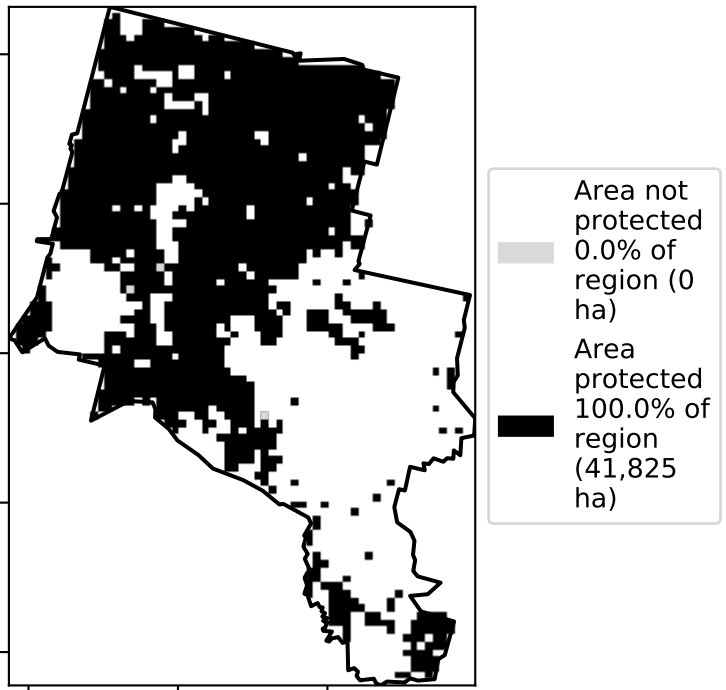 Area not
protected
0.0% of
region (0
ha)
Area
protected
100.0% of
region
(41,825
ha)